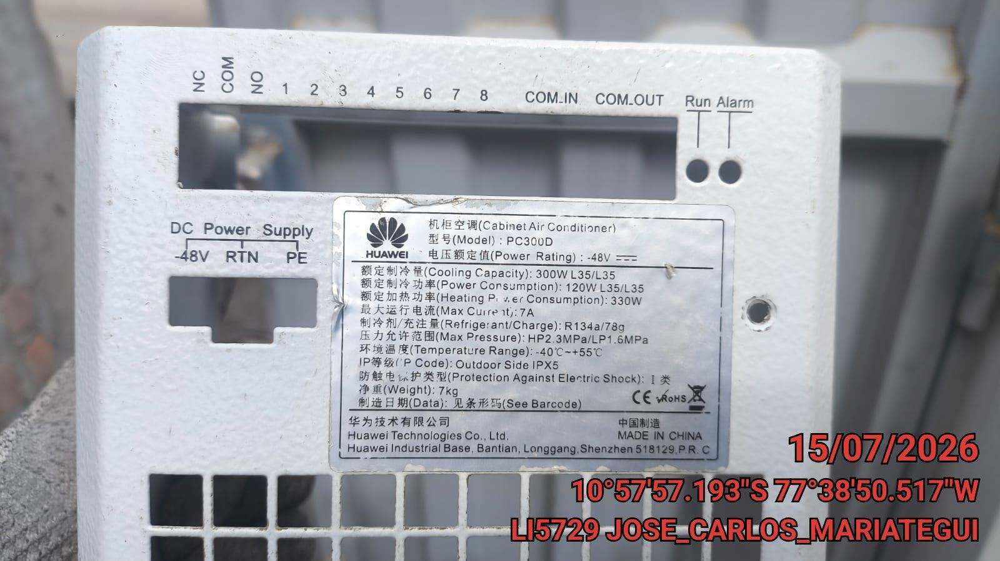 NC COM NO 1 2 3 4 5 6 7 8 COM_IN COM_OUT Run Alarm
DC Power Supply
-48V RTN PE
HUAWEI
机柜空调(Cabinet Air Conditioner)
型号(Model) : PC300D
电压额定值(Power Rating) : -48V
额定制冷量(Cooling Capacity): 300W L35/L35
额定制冷功率(Power Consumption): 120W L35/L35
额定加热功率(Heating Power Consumption): 330W
最大运行电流(Max Current): 7A
制冷剂/充注量(Refrigerant/Charge): R134a/78g
压力允许范围(Max Pressure): HP2.3MPa/LP1.6MPa
环境温度(Temperature Range): -40℃~+55℃
IP等级(IP Code): Outdoor Side IPX5
防触电保护类型(Protection Against Electric Shock): I 类
净重(Weight): 7kg
制造日期(Data): 见条形码(See Barcode)
CE RoHS
华为技术有限公司
Huawei Technologies Co., Ltd.
Huawei Industrial Base, Bantian, Longgang,Shenzhen 518129,P.R. C
中国制造
MADE IN CHINA
15/07/2026
10°57'57.193"S 77°38'50.517"W
LI5729 JOSE_CARLOS_MARIATEGUI